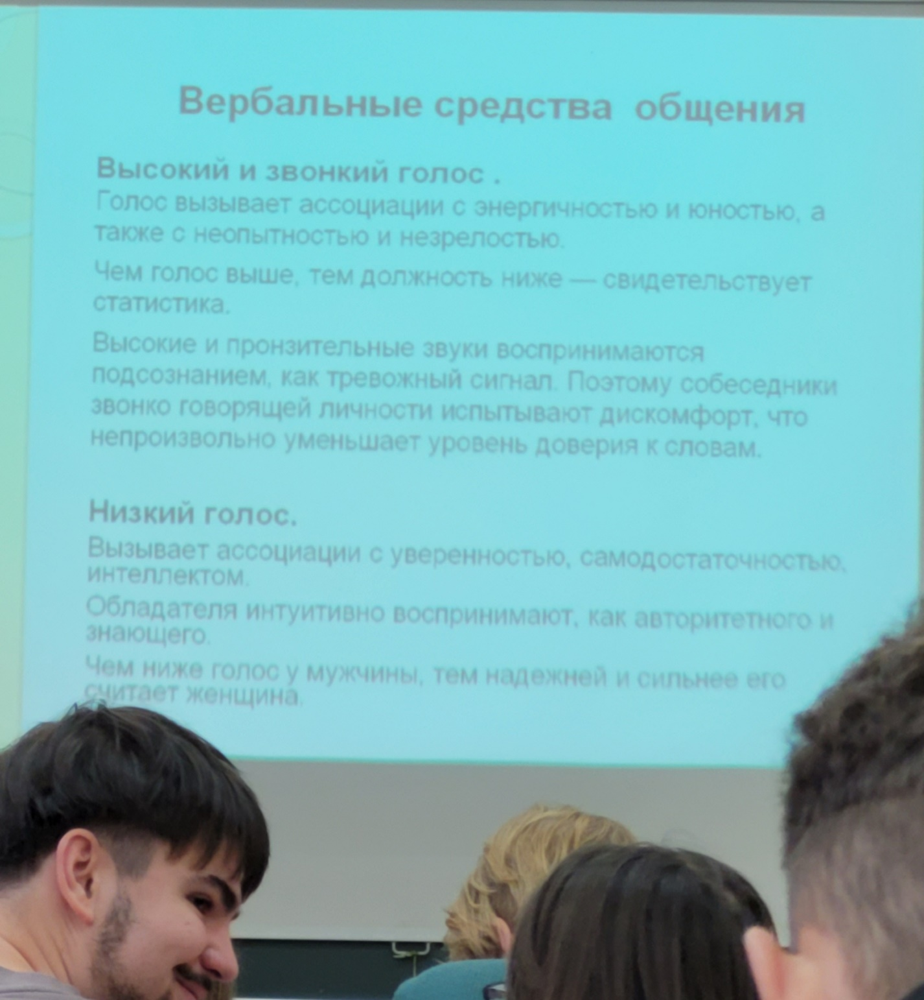 Вербальные средства общения
Высокий и звонкий голос .
Голос вызывает ассоциации с энергичностью и юностью, а
также с неопытностью и незрелостью.
Чем голос выше, тем должность ниже — свидетельствует
статистика.
Высокие и пронзительные звуки воспринимаются
подсознанием, как тревожный сигнал. Поэтому собеседники
звонко говорящей личности испытывают дискомфорт, что
непроизвольно уменьшает уровень доверия к словам.
Низкий голос.
Вызывает ассоциации с уверенностью, самодостаточностью,
интеллектом.
Обладателя интуитивно воспринимают, как авторитетного и
знающего.
Чем ниже голос у мужчины, тем надежней и сильнее его
считает женщина.